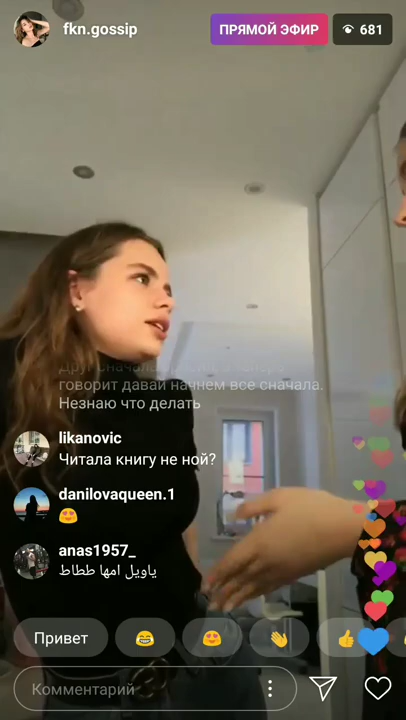 fkn.gossip
ПРЯМОЙ ЭФИР
681
говорит давай начнем все сначала.
Незнаю что делать
likanovic
Читала книгу не ной?
danilovaqueen.1
😍
anas1957_
ياويل امها طططاط
Привет
Комментарий